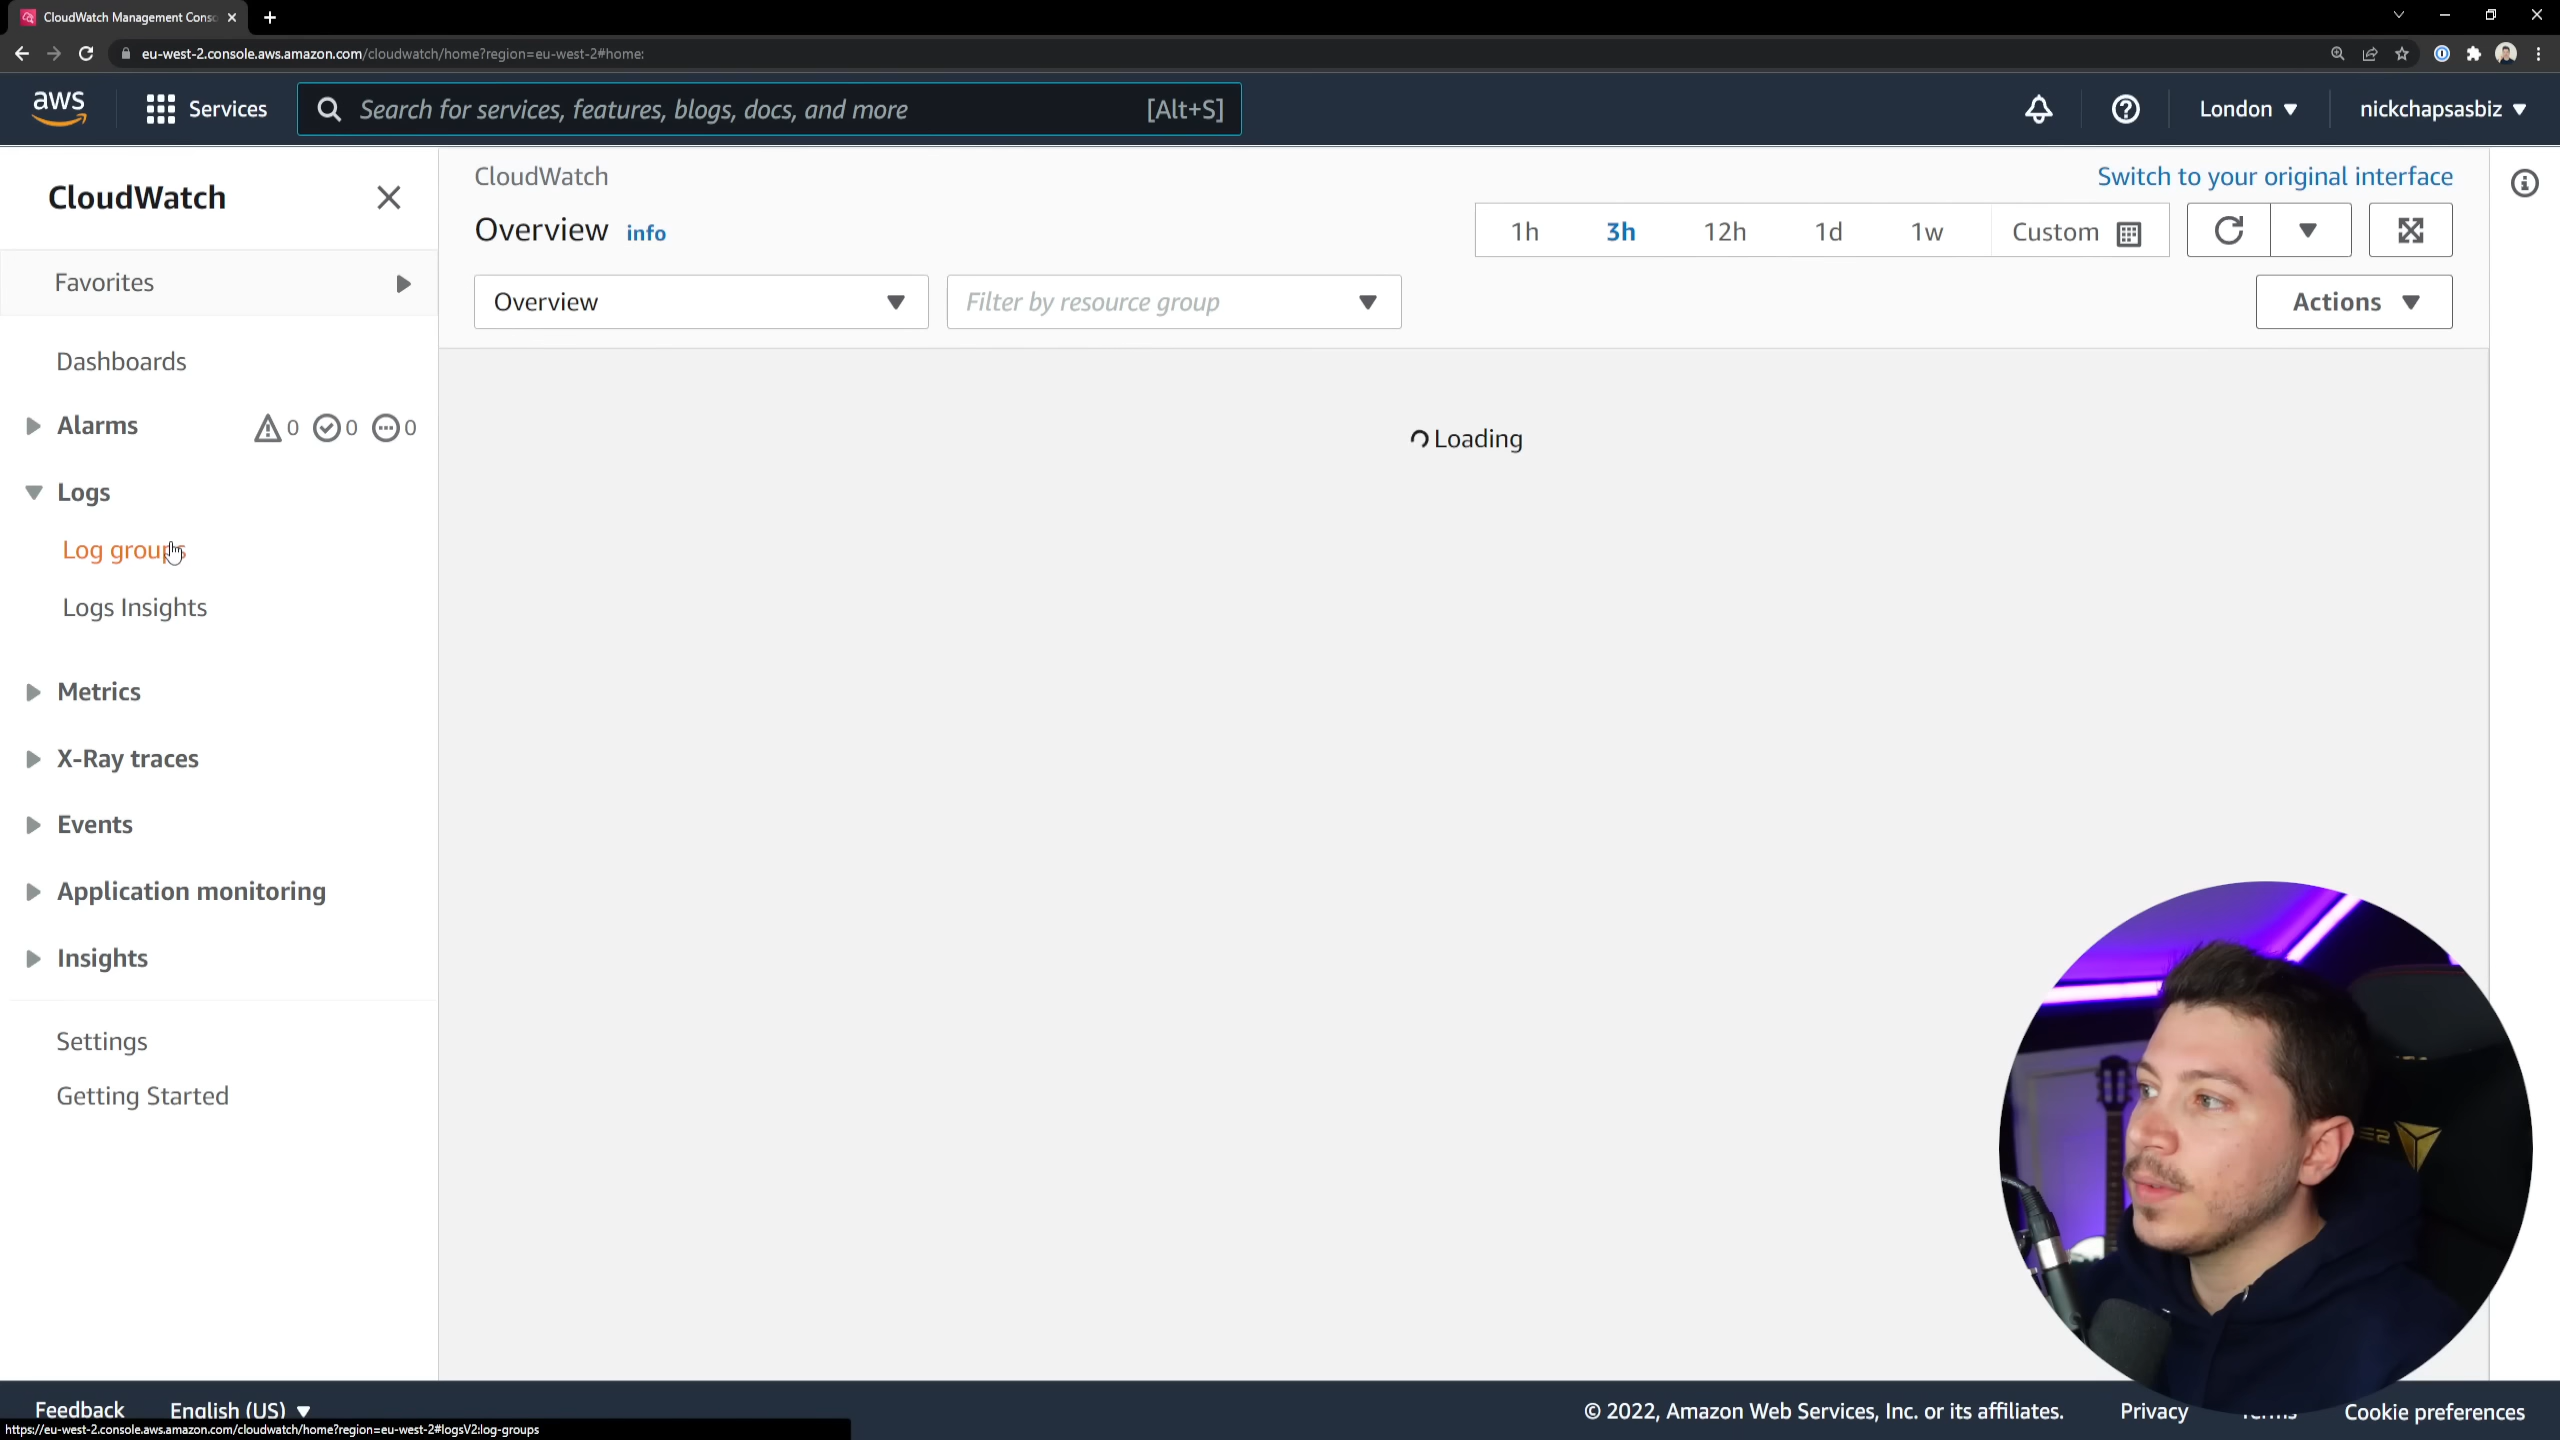 CloudWatch Management Conso
eu-west-2.console.aws.amazon.com/cloudwatch/home?region=eu-west-2#home:
aws
Services
Search for services, features, blogs, docs, and more
[Alt+S]
London
nickchapsasbiz
CloudWatch
Favorites
Dashboards
Alarms
0
0
0
Logs
Log groups
Logs Insights
Metrics
X-Ray traces
Events
Application monitoring
Insights
Settings
Getting Started
CloudWatch
Switch to your original interface
Overview info
1h 3h 12h 1d 1w Custom
Overview
Filter by resource group
Actions
Loading
Feedback
English (US)
© 2022, Amazon Web Services, Inc. or its affiliates.
Privacy
Cookie preferences
https://eu-west-2.console.aws.amazon.com/cloudwatch/home?region=eu-west-2#logsV2:log-groups